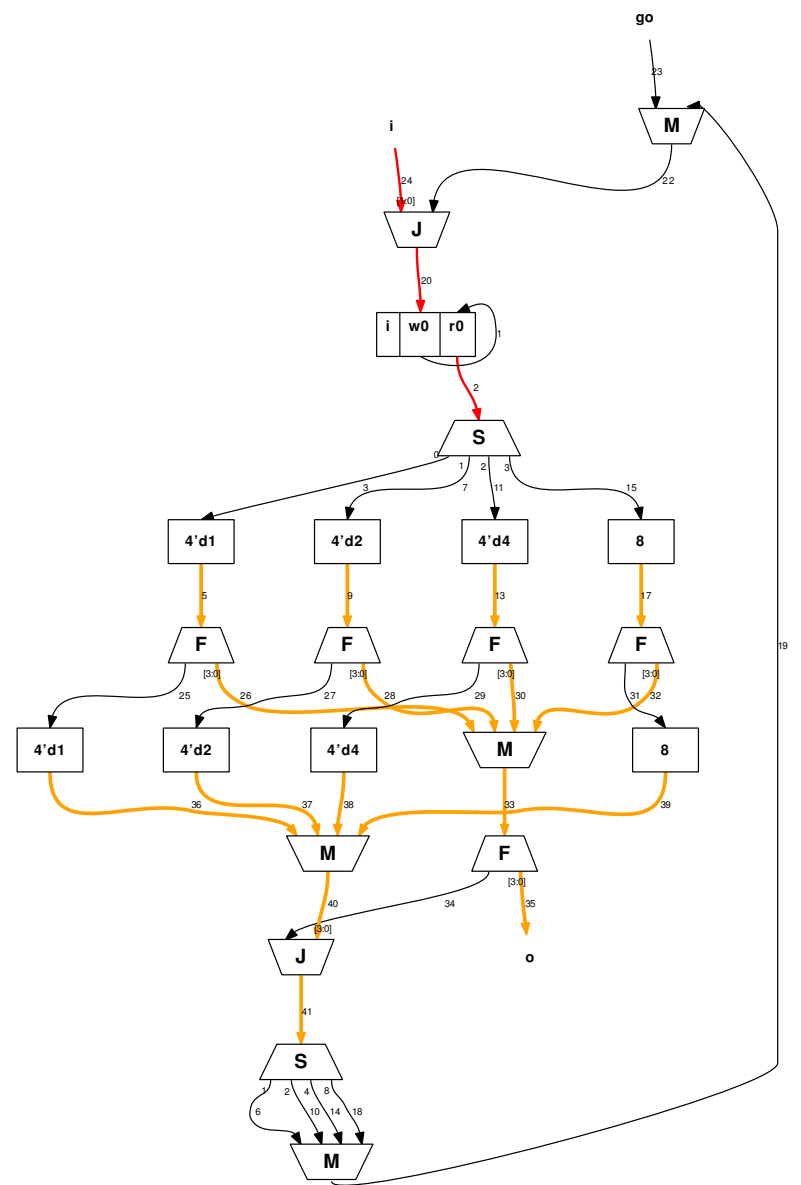 go
23
M
i
24
22
[1:0]
J
20
i w0 r0
1
2
S
0 1 2 3
3 7 11 15
4'd1 4'd2 4'd4 8
5 9 13 17
F F F F
[3:0] [3:0] [3:0] [3:0]
25 26 27 28 29 30 31 32
19
4'd1 4'd2 4'd4 M 8
36 37 38 33 39
M F
[3:0]
40 34 35
[3:0]
J o
41
S
1 2 4 8
6 10 14 18
M